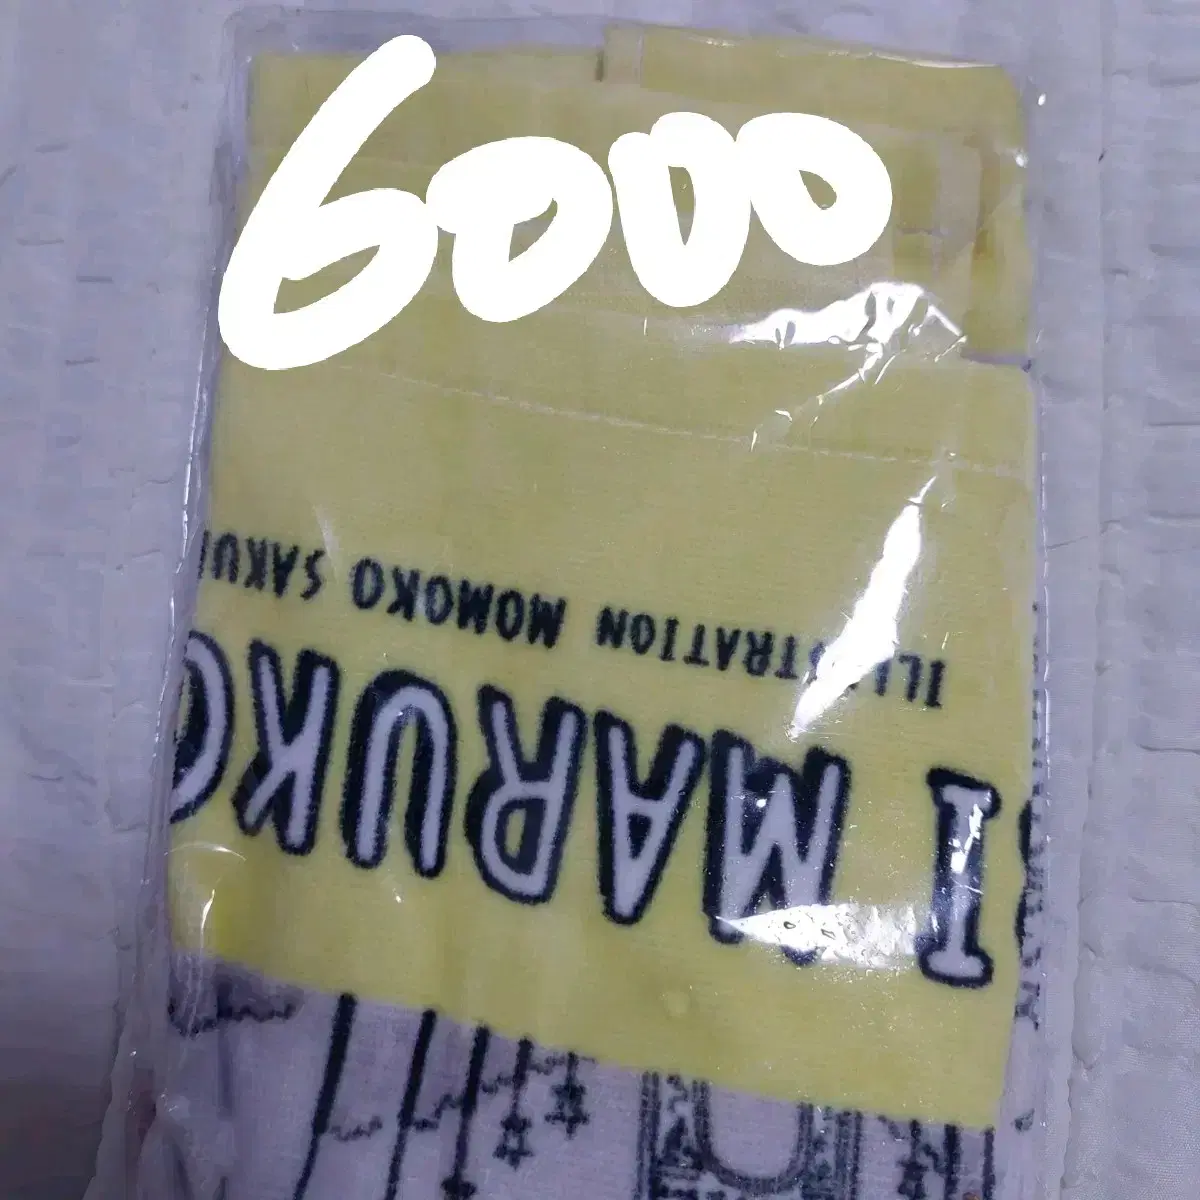 6000
I MARUKO
ILLUSTRATION MOMOKO SAKU